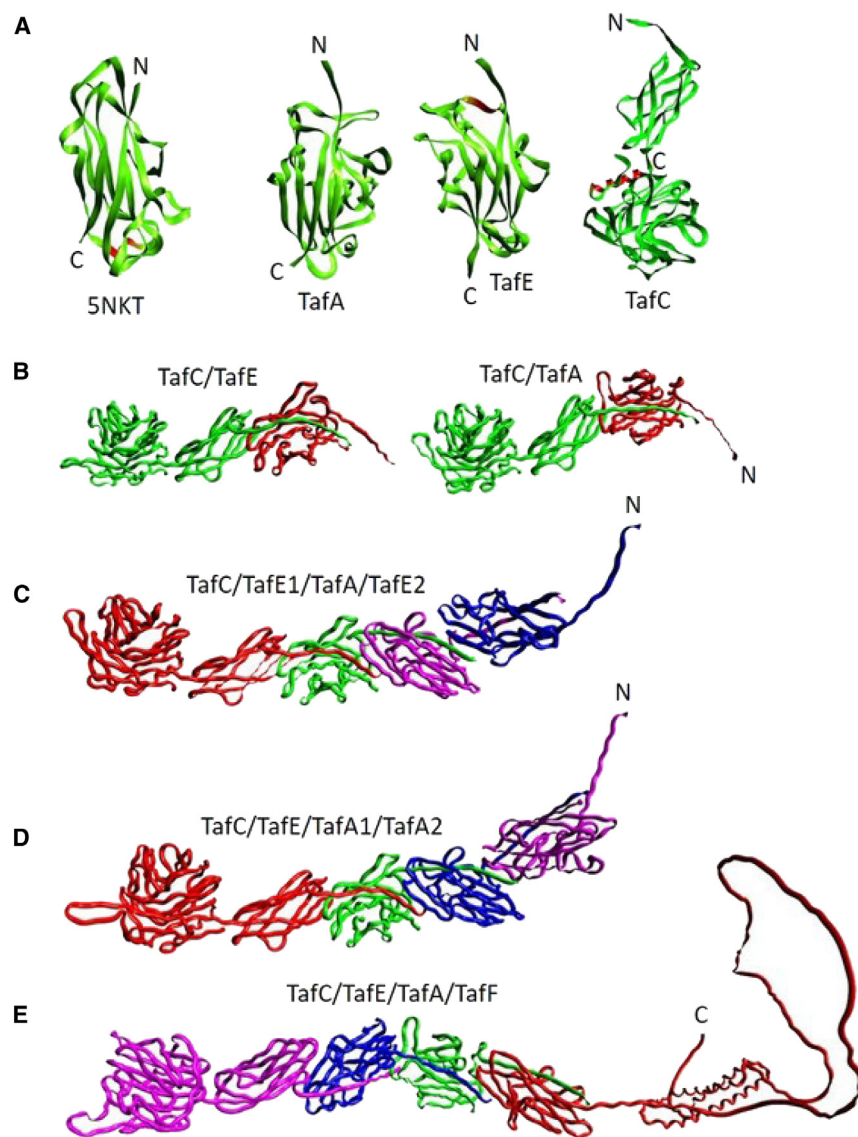 A
N
N
N
N
C
C
C
C
5NKT
TafA
TafE
TafC
B
TafC/TafE
TafC/TafA
N
N
C
TafC/TafE1/TafA/TafE2
N
D
TafC/TafE/TafA1/TafA2
TafC/TafE/TafA/TafF
E
C